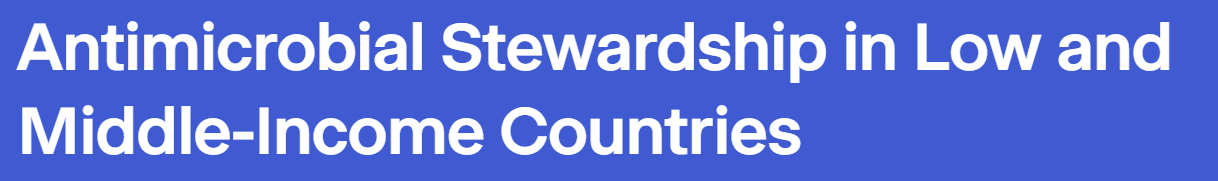 Antimicrobial Stewardship in Low and
Middle-Income Countries